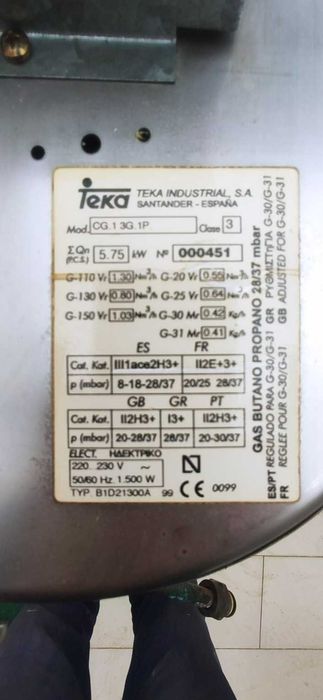 Teka TEKA INDUSTRIAL, S.A.
SANTANDER - ESPAÑA
Mod. CG.1 3G.1P Clase 3
ΣQn (P.C.S.) 5.75 kW Nº 000451
G-110 Vr 1.30 Nm³/h G-20 Vr 0.55 Nm³/h
G-130 Vr 0.80 Nm³/h G-25 Vr 0.64 Nm³/h
G-150 Vr 1.03 Nm³/h G-30 Mr 0.42 Kg/h
G-31 Mr 0.41 Kg/h
ES FR
Cat. Kat. III1ace2H3+ II2E+3+
p (mbar) 8-18-28/37 20/25 28/37
GB GR PT
Cat. Kat. II2H3+ I3+ II2H3+
p (mbar) 20-28/37 28/37 20-30/37
ELECT. ΗΛΕΚΤΡΙΚΟ
220 230 V ~
50/60 Hz. 1.500 W
TYP. B1D21300A 99 CE 0099
GAS BUTANO PROPANO 28/37 mbar
ES/PT REGULADO PARA G-30/G-31 GR ΡΥΘΜΙΣΤΗΠΑ G-30/G-31
FR REGLEE POUR G-30/G-31 GB ADJUSTED FOR G-30/G-31